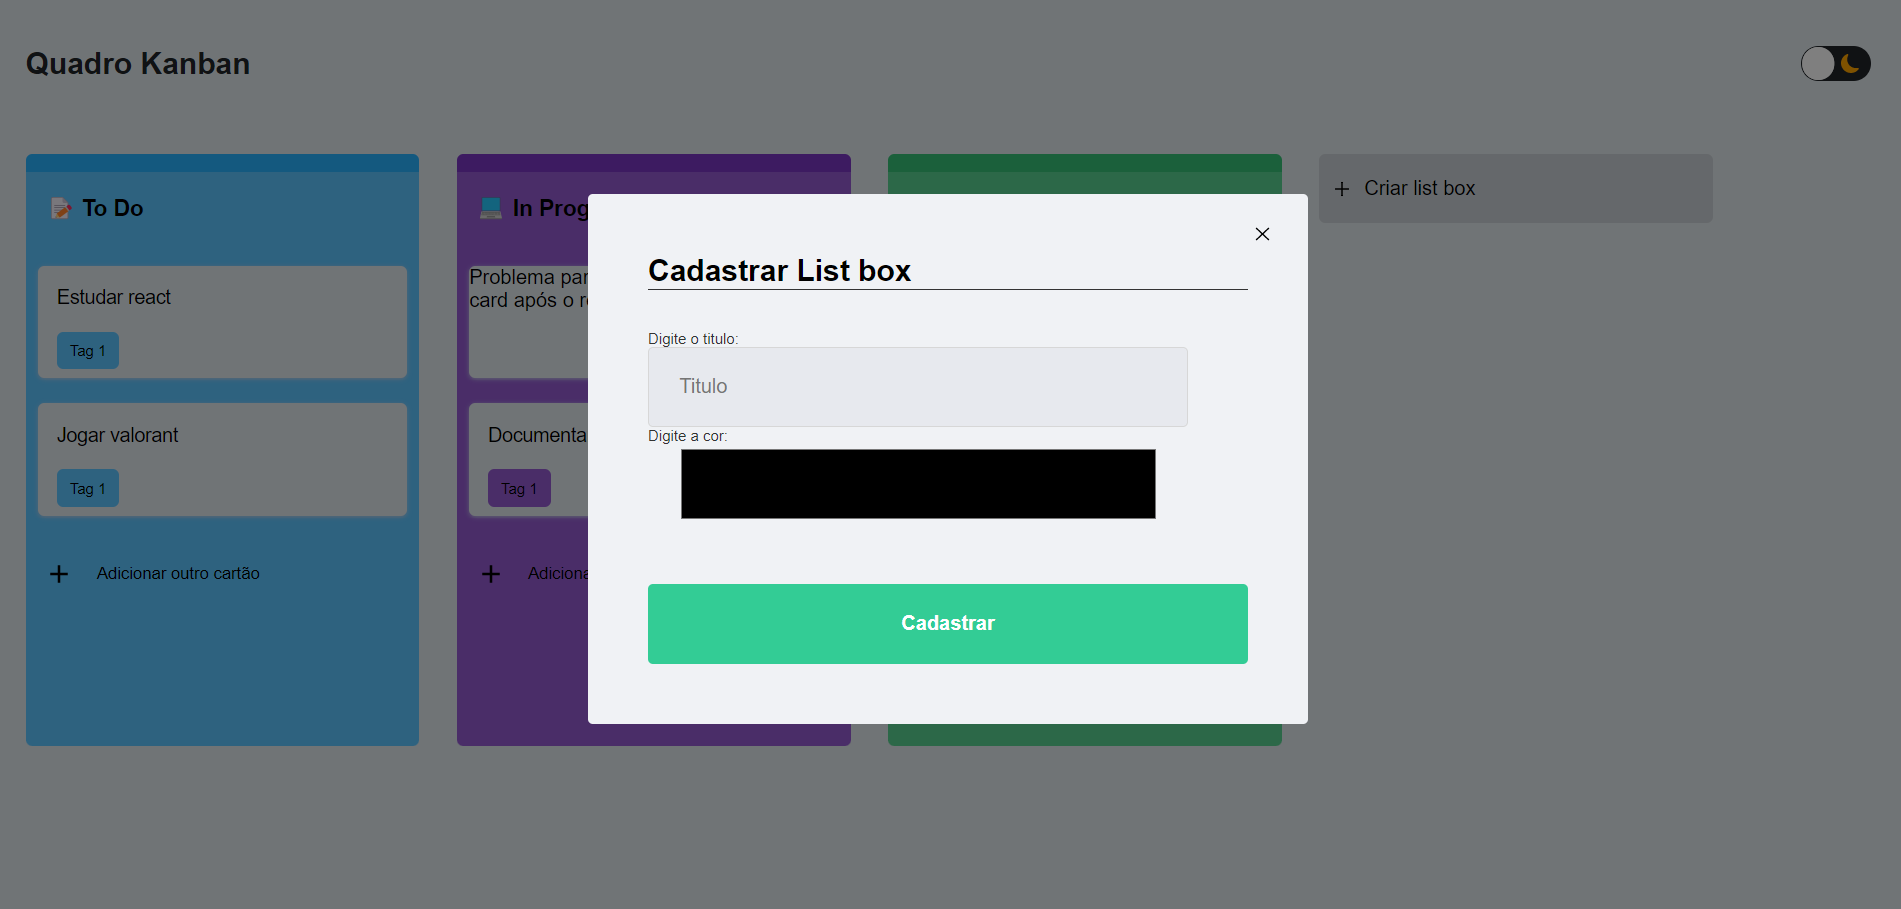 Quadro Kanban
To Do
Estudar react
Tag 1
Jogar valorant
Tag 1
Adicionar outro cartão
In Prog
Problema par
card após o r
Documenta
Tag 1
Adiciona
Criar list box
Cadastrar List box
Digite o titulo:
Titulo
Digite a cor:
Cadastrar